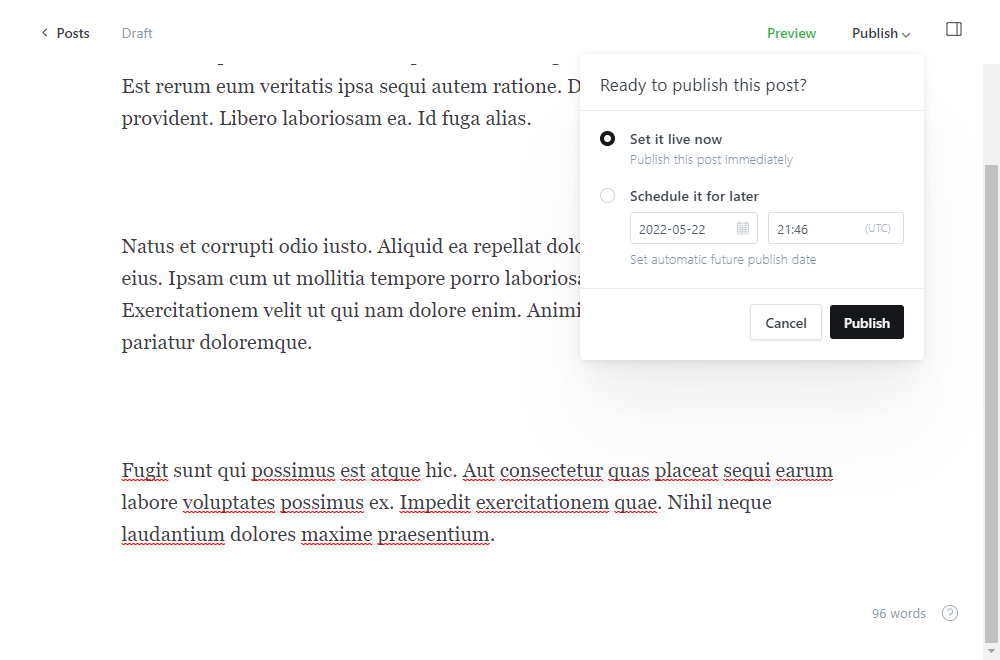 Posts
Draft
Preview
Publish
Est rerum eum veritatis ipsa sequi autem ratione. D
provident. Libero laboriosam ea. Id fuga alias.
Ready to publish this post?
Set it live now
Publish this post immediately
Schedule it for later
2022-05-22
21:46
(UTC)
Set automatic future publish date
Cancel
Publish
Natus et corrupti odio iusto. Aliquid ea repellat dolo
eius. Ipsam cum ut mollitia tempore porro laboriosa
Exercitationem velit ut qui nam dolore enim. Animi
pariatur doloremque.
Fugit sunt qui possimus est atque hic. Aut consectetur quas placeat sequi earum
labore voluptates possimus ex. Impedit exercitationem quae. Nihil neque
laudantium dolores maxime praesentium.
96 words
?